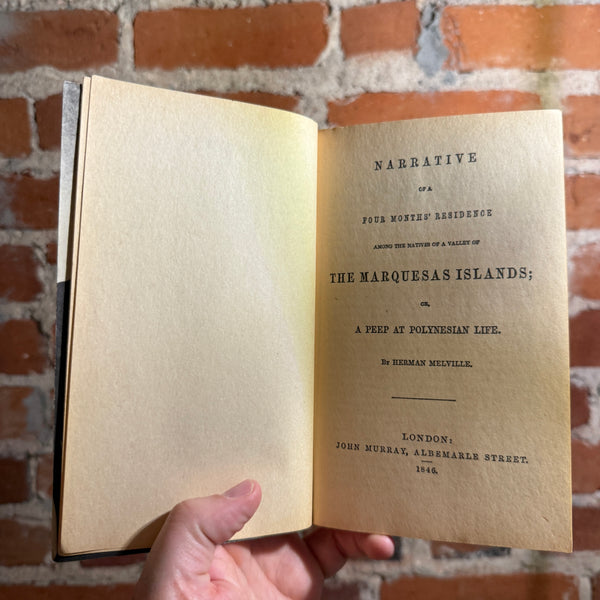 NARRATIVE
OF A
FOUR MONTHS' RESIDENCE
AMONG THE NATIVES OF A VALLEY OF
THE MARQUESAS ISLANDS;
OR,
A PEEP AT POLYNESIAN LIFE.
BY HERMAN MELVILLE.
LONDON:
JOHN MURRAY, ALBEMARLE STREET.
1846.